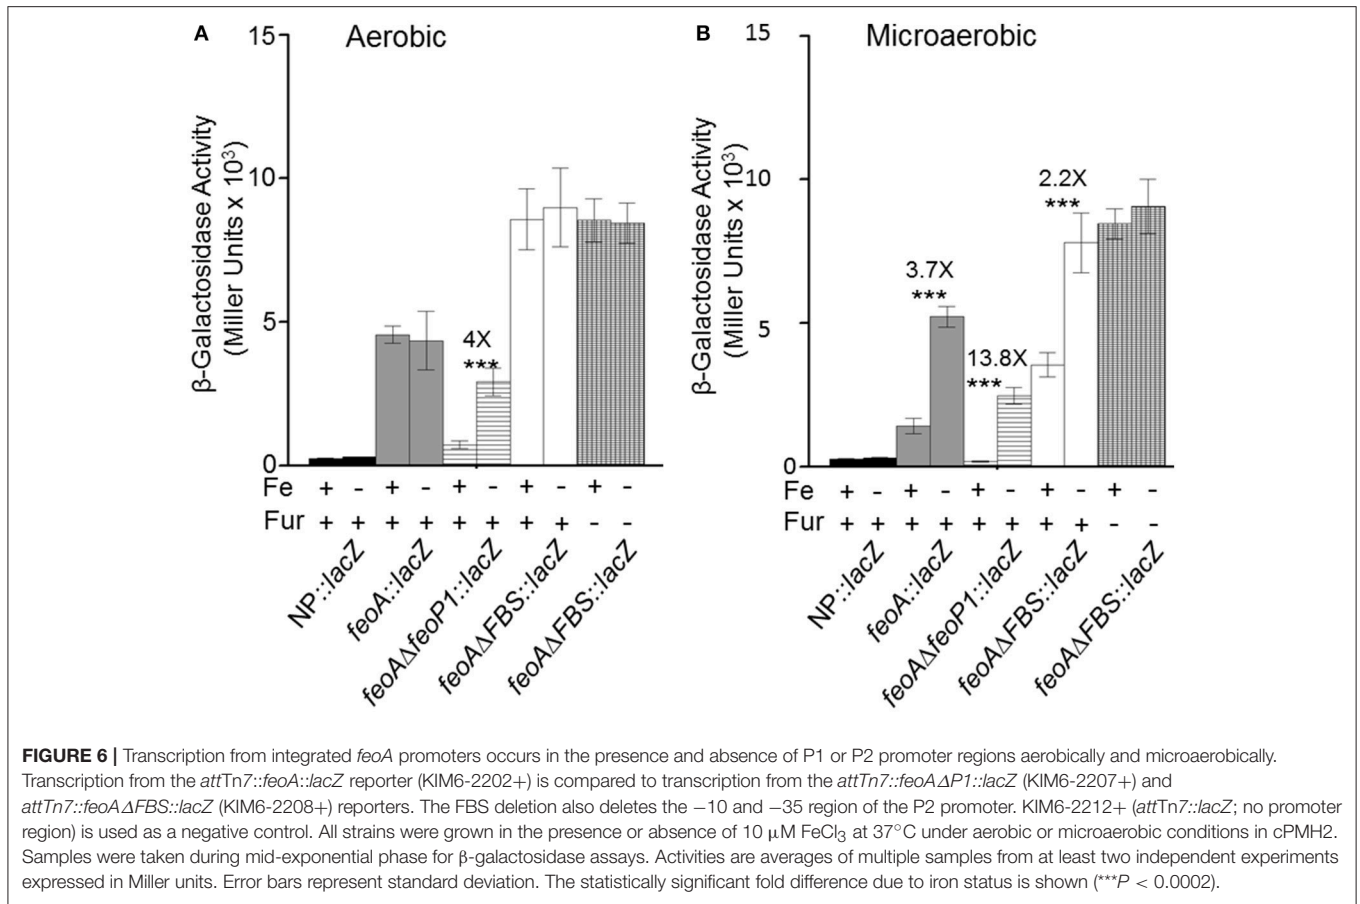 A
Aerobic
15
10
5
0
β-Galactosidase Activity
(Miller Units x 10³)
4X
***
Fe + - + - + - + - + -
Fur + + + + + + + + - -
NP::lacZ
feoA::lacZ
feoAΔfeoP1::lacZ
feoAΔFBS::lacZ
feoAΔFBS::lacZ
B
Microaerobic
15
10
5
0
β-Galactosidase Activity
(Miller Units x 10³)
3.7X
***
13.8X
***
2.2X
***
Fe + - + - + - + - + -
Fur + + + + + + + + - -
NP::lacZ
feoA::lacZ
feoAΔfeoP1::lacZ
feoAΔFBS::lacZ
feoAΔFBS::lacZ
FIGURE 6 | Transcription from integrated feoA promoters occurs in the presence and absence of P1 or P2 promoter regions aerobically and microaerobically.
Transcription from the attTn7::feoA::lacZ reporter (KIM6-2202+) is compared to transcription from the attTn7::feoAΔP1::lacZ (KIM6-2207+) and
attTn7::feoAΔFBS::lacZ (KIM6-2208+) reporters. The FBS deletion also deletes the −10 and −35 region of the P2 promoter. KIM6-2212+ (attTn7::lacZ; no promoter
region) is used as a negative control. All strains were grown in the presence or absence of 10 μM FeCl₃ at 37°C under aerobic or microaerobic conditions in cPMH2.
Samples were taken during mid-exponential phase for β-galactosidase assays. Activities are averages of multiple samples from at least two independent experiments
expressed in Miller units. Error bars represent standard deviation. The statistically significant fold difference due to iron status is shown (***P < 0.0002).